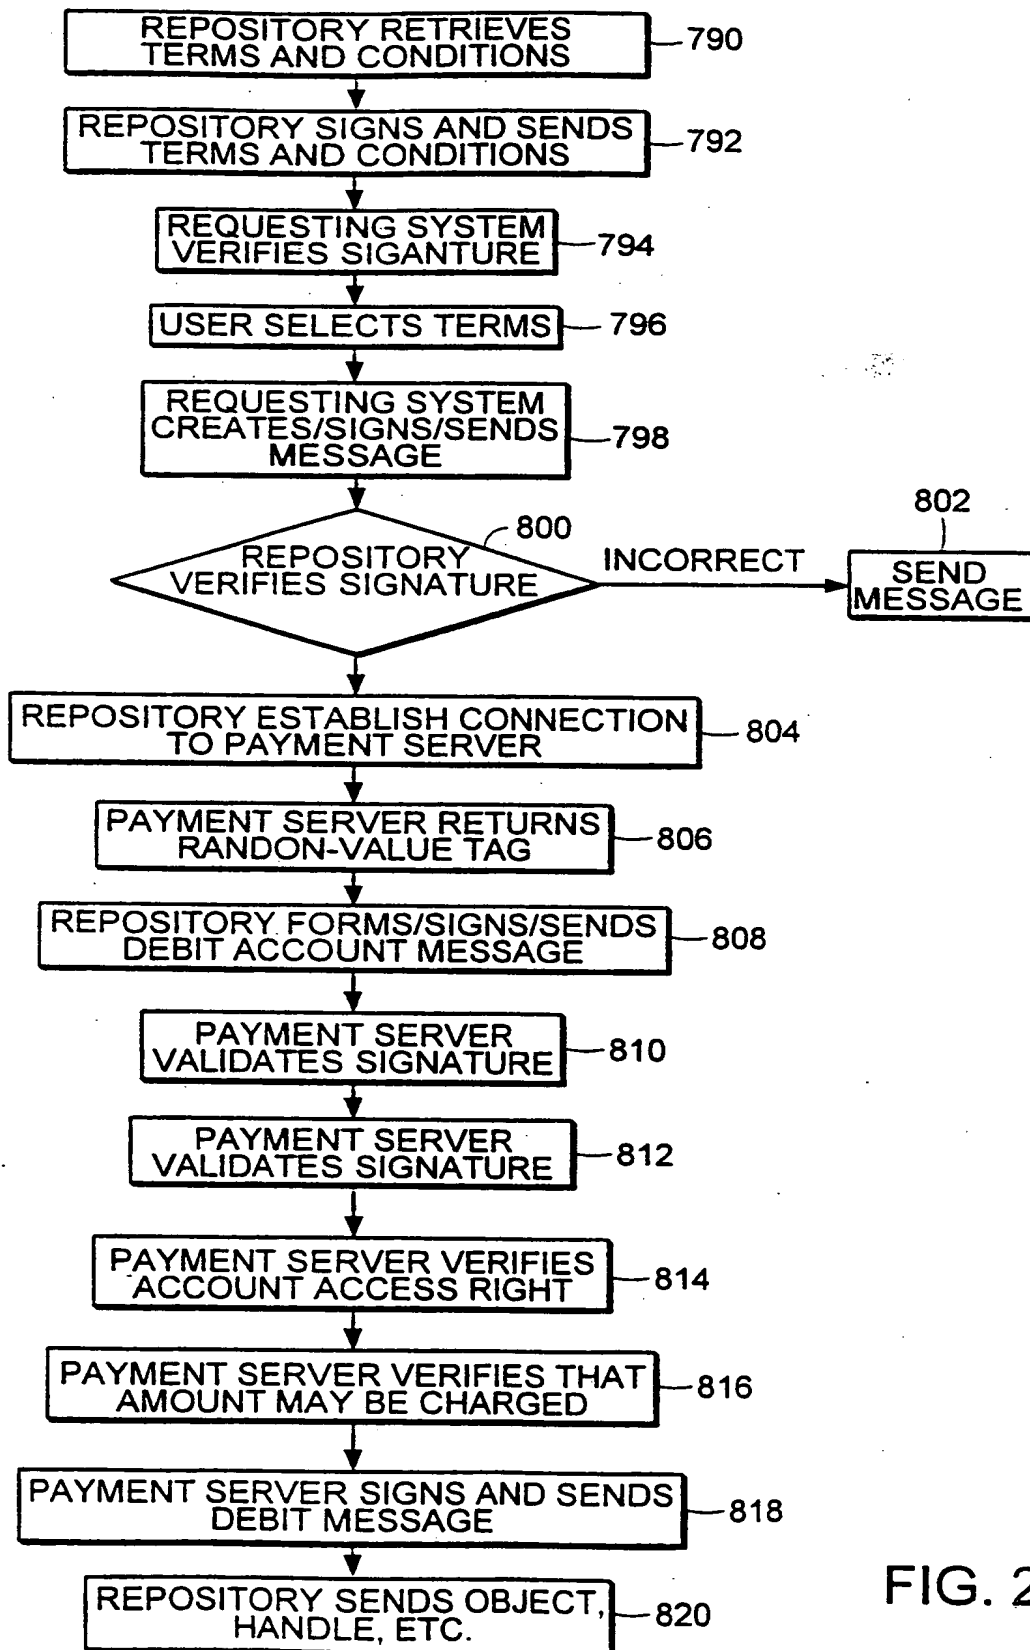 REPOSITORY RETRIEVES
TERMS AND CONDITIONS
790
REPOSITORY SIGNS AND SENDS
TERMS AND CONDITIONS
792
REQUESTING SYSTEM
VERIFIES SIGANTURE
794
USER SELECTS TERMS
796
REQUESTING SYSTEM
CREATES/SIGNS/SENDS
MESSAGE
798
800
REPOSITORY
VERIFIES SIGNATURE
INCORRECT
802
SEND
MESSAGE
REPOSITORY ESTABLISH CONNECTION
TO PAYMENT SERVER
804
PAYMENT SERVER RETURNS
RANDON-VALUE TAG
806
REPOSITORY FORMS/SIGNS/SENDS
DEBIT ACCOUNT MESSAGE
808
PAYMENT SERVER
VALIDATES SIGNATURE
810
PAYMENT SERVER
VALIDATES SIGNATURE
812
PAYMENT SERVER VERIFIES
ACCOUNT ACCESS RIGHT
814
PAYMENT SERVER VERIFIES THAT
AMOUNT MAY BE CHARGED
816
PAYMENT SERVER SIGNS AND SENDS
DEBIT MESSAGE
818
REPOSITORY SENDS OBJECT,
HANDLE, ETC.
820
FIG. 2